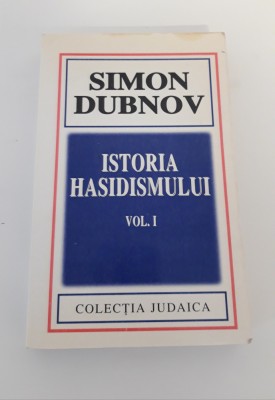 SIMON
DUBNOV
ISTORIA
HASIDISMULUI
VOL. I
COLECȚIA JUDAICA